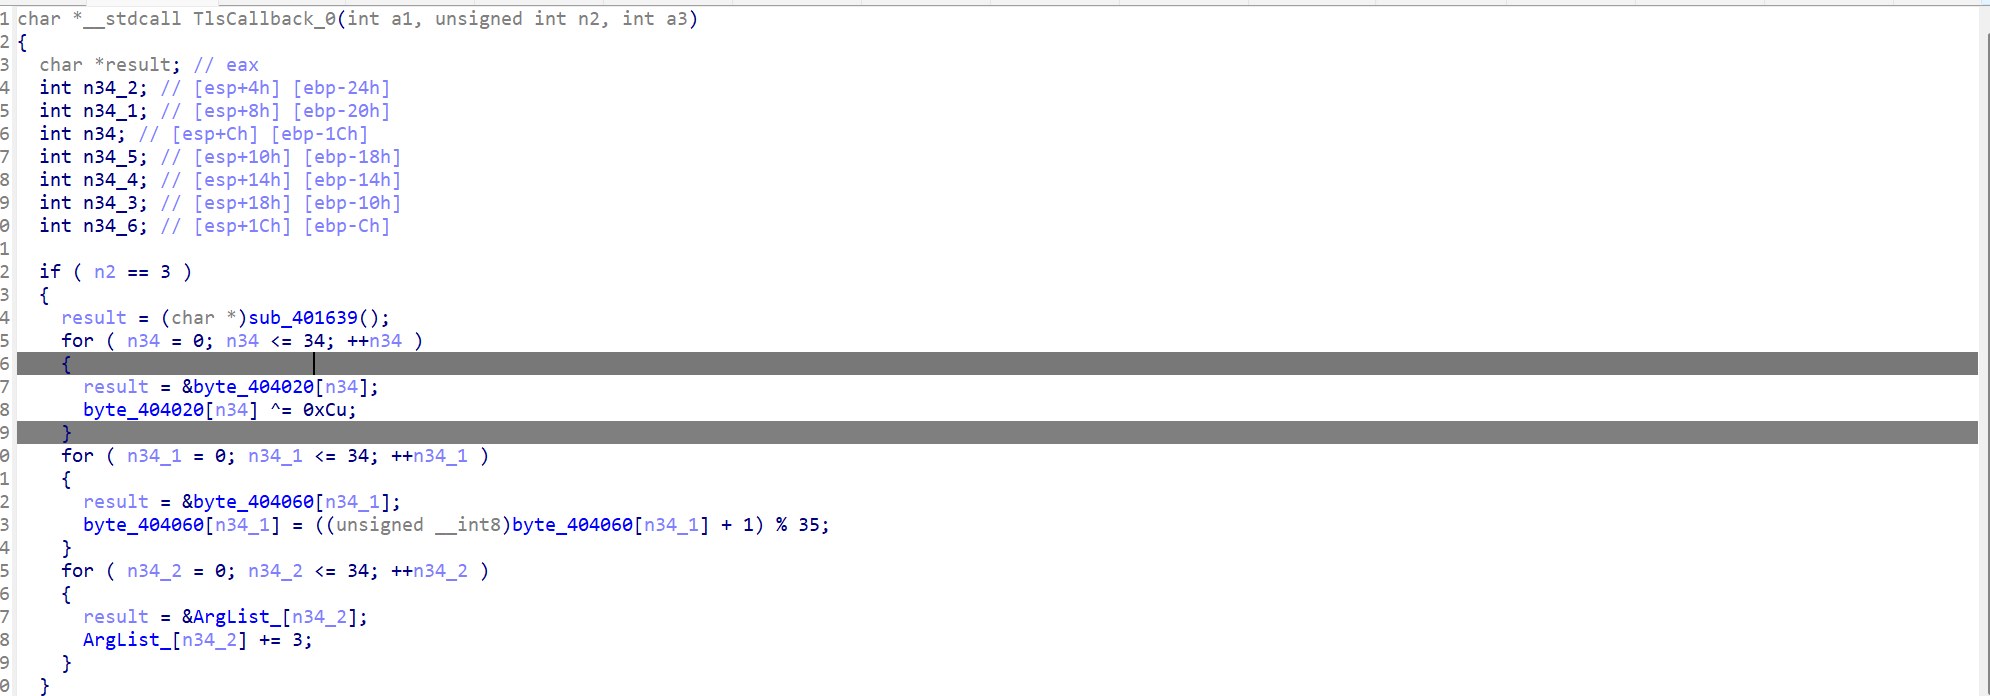 1 char *__stdcall TlsCallback_0(int a1, unsigned int n2, int a3)
2 {
3   char *result; // eax
4   int n34_2; // [esp+4h] [ebp-24h]
5   int n34_1; // [esp+8h] [ebp-20h]
6   int n34; // [esp+Ch] [ebp-1Ch]
7   int n34_5; // [esp+10h] [ebp-18h]
8   int n34_4; // [esp+14h] [ebp-14h]
9   int n34_3; // [esp+18h] [ebp-10h]
0   int n34_6; // [esp+1Ch] [ebp-Ch]
1
2   if ( n2 == 3 )
3   {
4     result = (char *)sub_401639();
5     for ( n34 = 0; n34 <= 34; ++n34 )
6     {
7       result = &byte_404020[n34];
8       byte_404020[n34] ^= 0xCu;
9     }
0     for ( n34_1 = 0; n34_1 <= 34; ++n34_1 )
1     {
2       result = &byte_404060[n34_1];
3       byte_404060[n34_1] = ((unsigned __int8)byte_404060[n34_1] + 1) % 35;
4     }
5     for ( n34_2 = 0; n34_2 <= 34; ++n34_2 )
6     {
7       result = &ArgList_[n34_2];
8       ArgList_[n34_2] += 3;
9     }
0   }